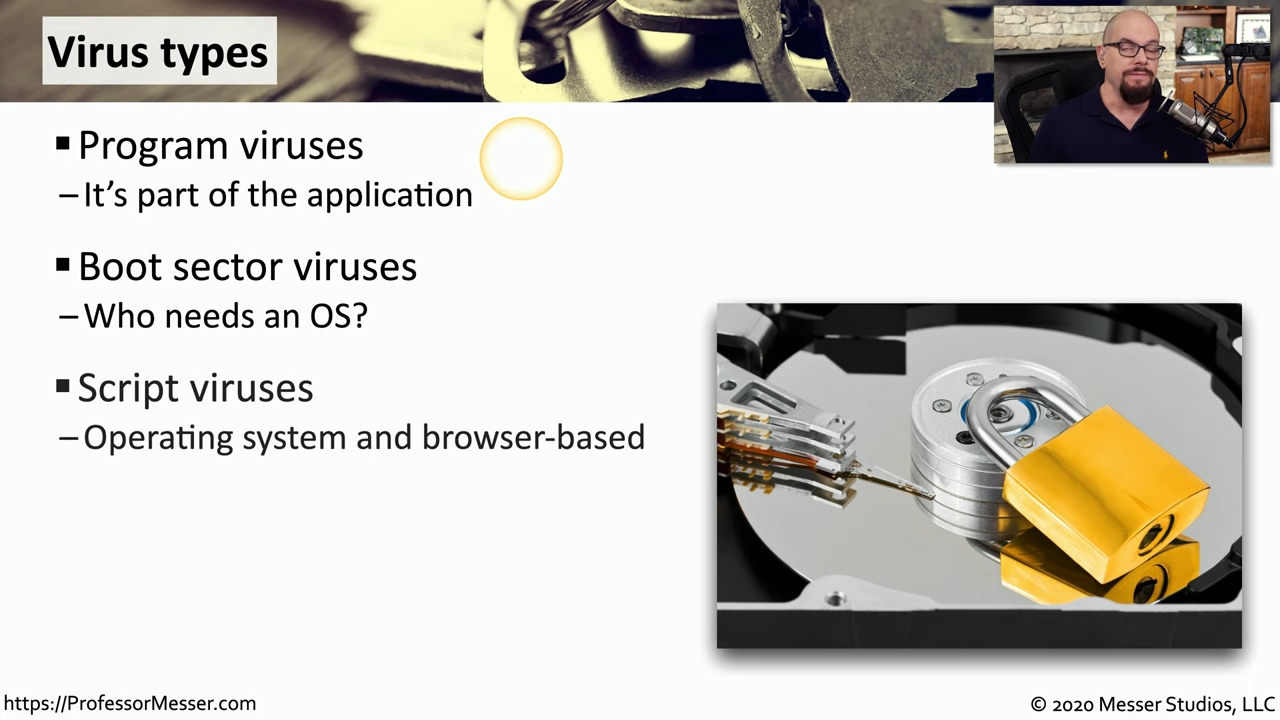 Virus types
▪ Program viruses
– It’s part of the application
▪ Boot sector viruses
– Who needs an OS?
▪ Script viruses
– Operating system and browser-based
https://ProfessorMesser.com
© 2020 Messer Studios, LLC